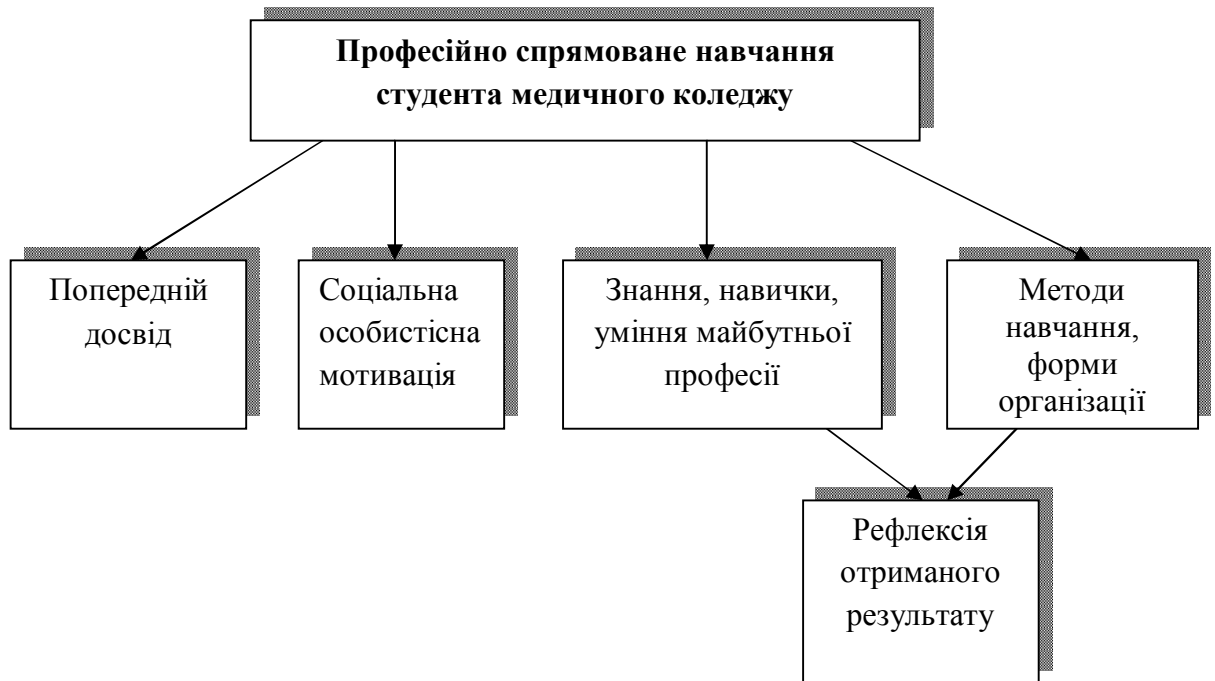 Професійно спрямоване навчання
студента медичного коледжу
Попередній
досвід
Соціальна
особистісна
мотивація
Знання, навички,
уміння майбутньої
професії
Методи
навчання,
форми
організації
Рефлексія
отриманого
результату